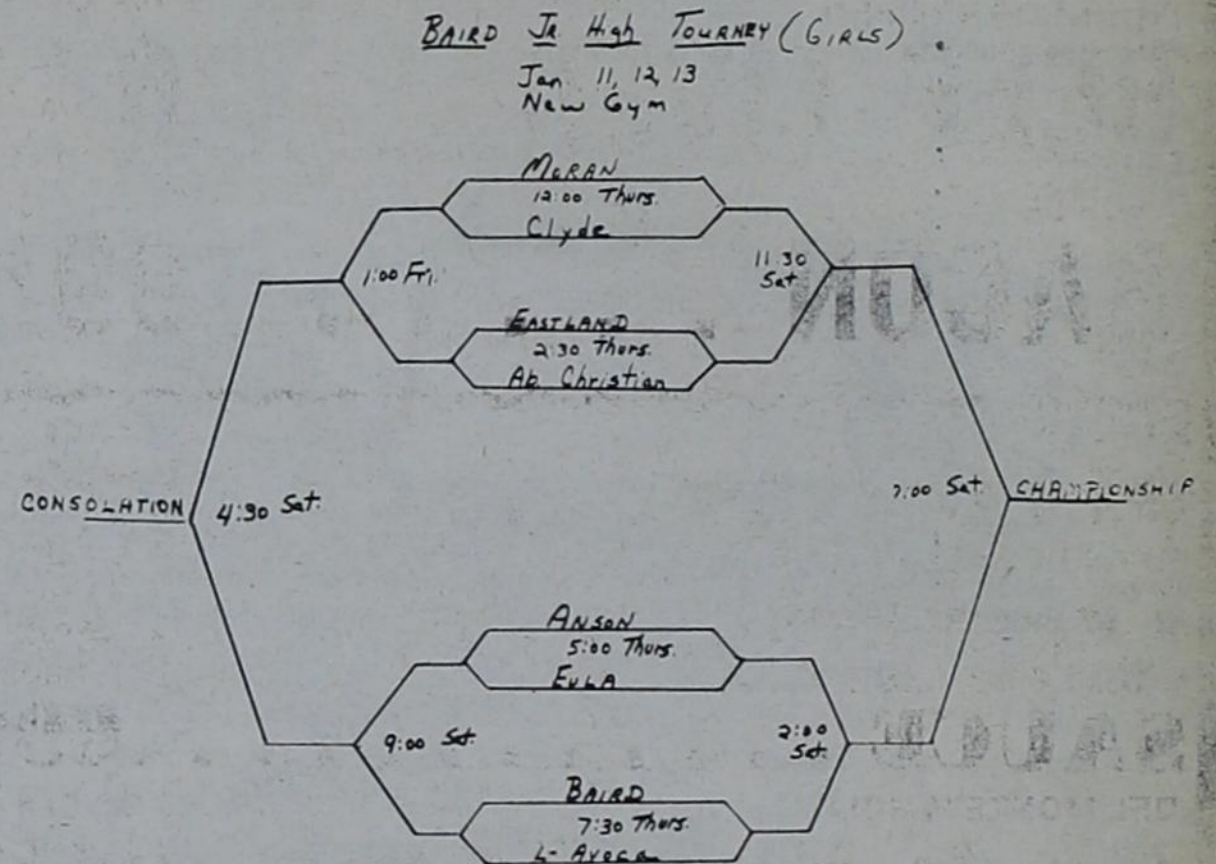 BAIRD JR High TOURNEY (GIRLS)
Jan. 11, 12, 13
New Gym
MORAN
12:00 Thurs.
Clyde
1:00 Fri.
11:30
Sat.
EASTLAND
2:30 Thurs.
Ab. Christian
CONSOLATION
4:30 Sat.
7:00 Sat.
CHAMPIONSHIP
ANSON
5:00 Thurs.
EULA
9:00 Sat.
2:00
Sat.
BAIRD
7:30 Thurs.
L-Avoca